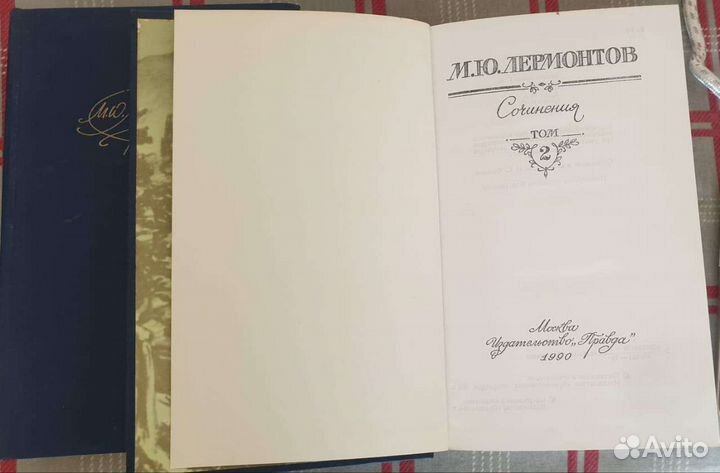 М.Ю.
М.Ю.ЛЕРМОНТОВ
Сочинения
ТОМ
2
Москва
Издательство „Правда"
1990
Avito